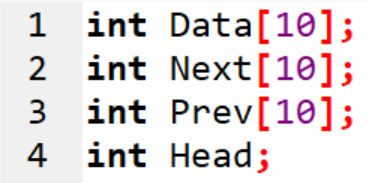 1 int Data[10];
2 int Next[10];
3 int Prev[10];
4 int Head;